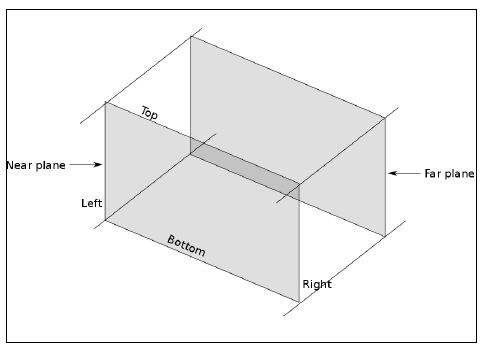 Top
Near plane
Far plane
Left
Bottom
Right